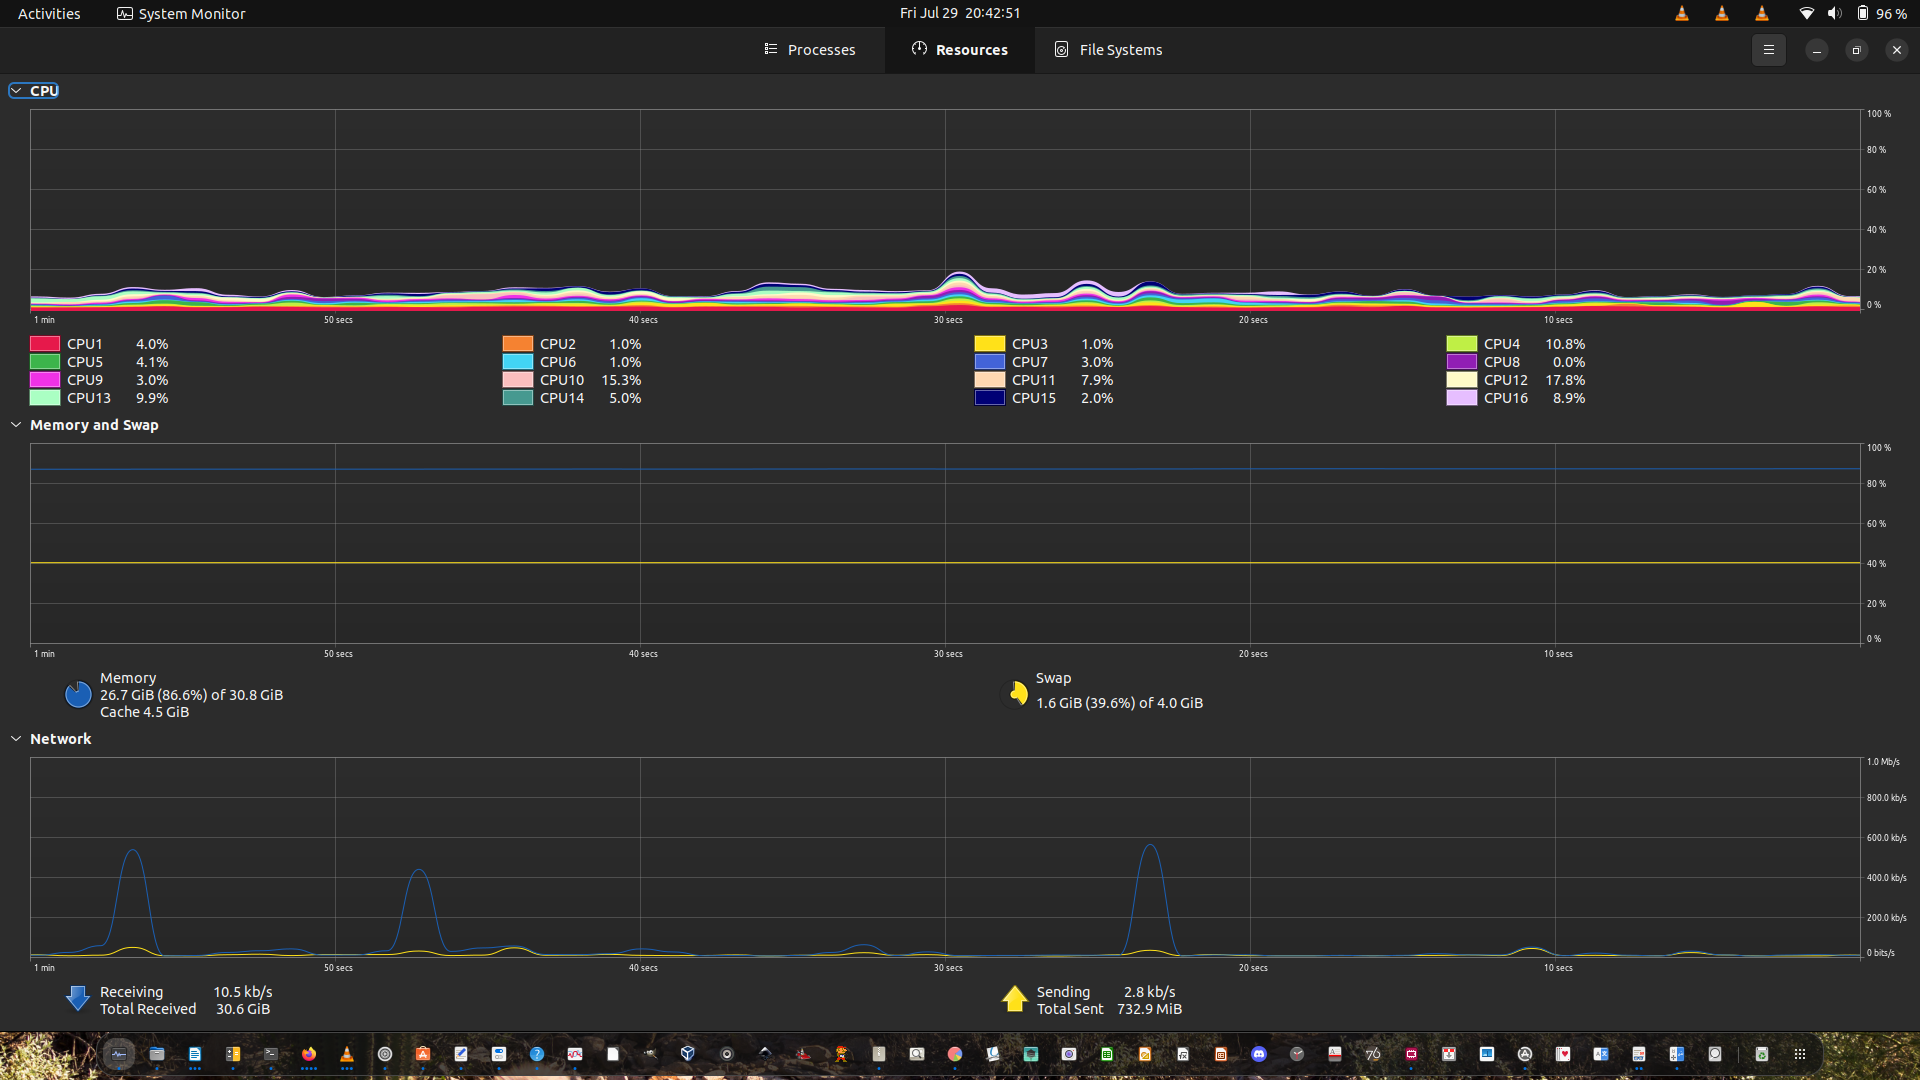 Activities System Monitor Fri Jul 29 20:42:51 96 %
Processes Resources File Systems
CPU
100 %
80 %
60 %
40 %
20 %
0 %
1 min 50 secs 40 secs 30 secs 20 secs 10 secs
CPU1 4.0% CPU2 1.0% CPU3 1.0% CPU4 10.8%
CPU5 4.1% CPU6 1.0% CPU7 3.0% CPU8 0.0%
CPU9 3.0% CPU10 15.3% CPU11 7.9% CPU12 17.8%
CPU13 9.9% CPU14 5.0% CPU15 2.0% CPU16 8.9%
Memory and Swap
100 %
80 %
60 %
40 %
20 %
0 %
1 min 50 secs 40 secs 30 secs 20 secs 10 secs
Memory
26.7 GiB (86.6%) of 30.8 GiB
Cache 4.5 GiB
Swap
1.6 GiB (39.6%) of 4.0 GiB
Network
1.0 Mb/s
800.0 kb/s
600.0 kb/s
400.0 kb/s
200.0 kb/s
0 bits/s
1 min 50 secs 40 secs 30 secs 20 secs 10 secs
Receiving 10.5 kb/s
Total Received 30.6 GiB
Sending 2.8 kb/s
Total Sent 732.9 MiB